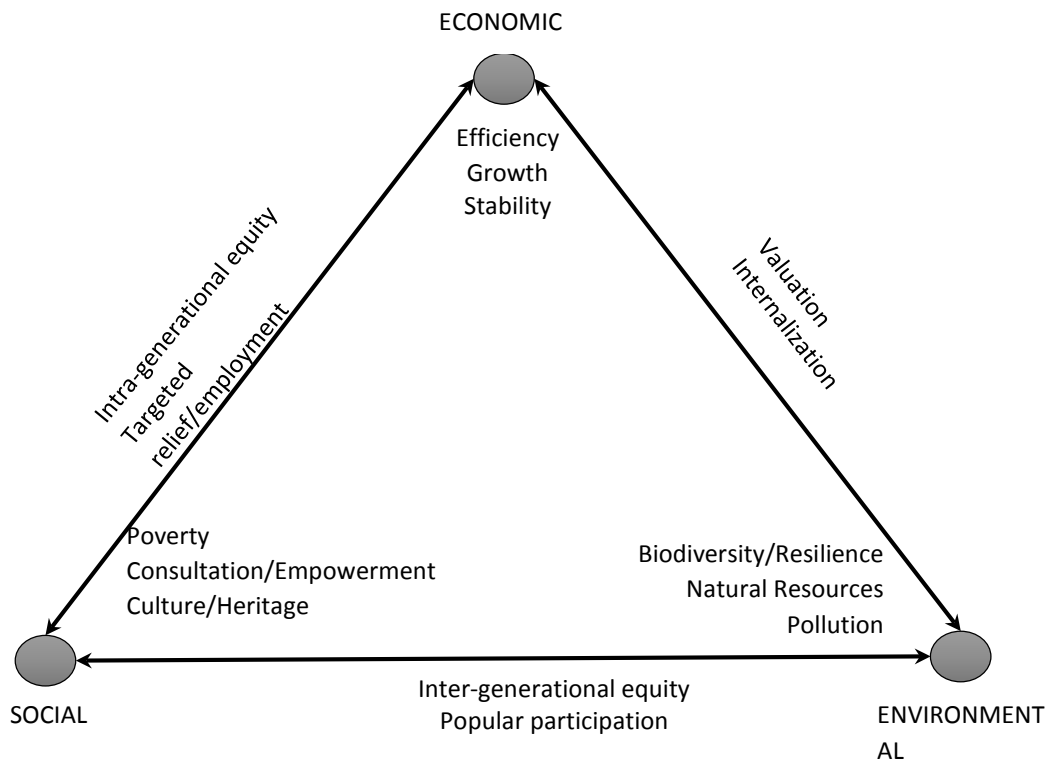 ECONOMIC
Efficiency
Growth
Stability
Intra-generational equity
Targeted
relief/employment
Valuation
Internalization
Poverty
Consultation/Empowerment
Culture/Heritage
Biodiversity/Resilience
Natural Resources
Pollution
Inter-generational equity
Popular participation
SOCIAL
ENVIRONMENT
AL